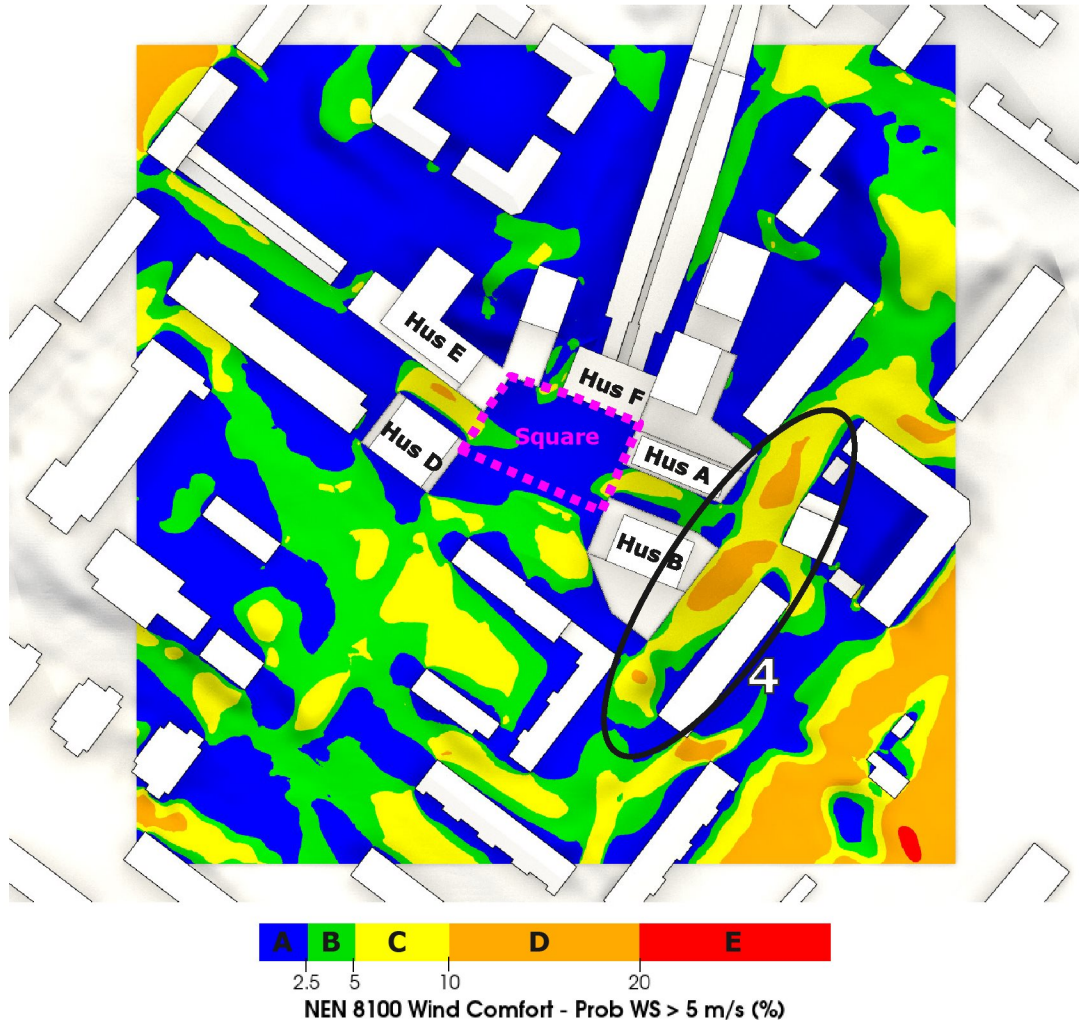 Hus E
Hus F
Square
Hus D
Hus A
Hus B
4
A B C D E
2.5 5 10 20
NEN 8100 Wind Comfort - Prob WS > 5 m/s (%)